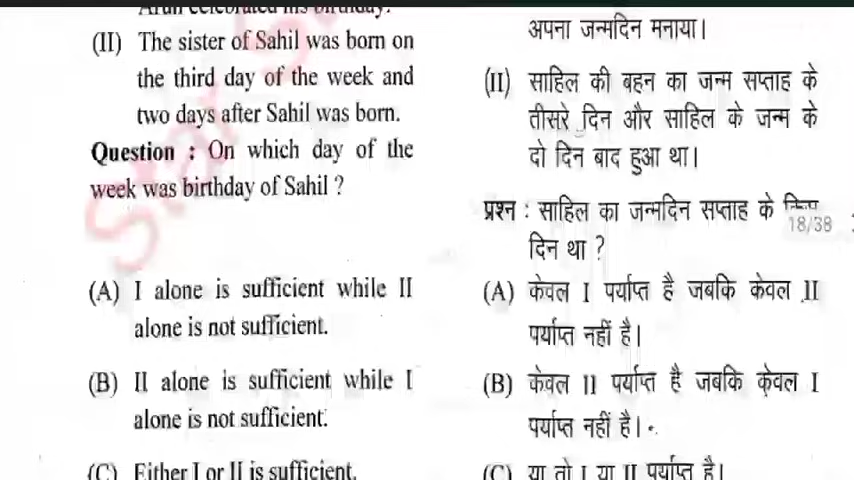 Arun celebrated his birthday.
(II) The sister of Sahil was born on
the third day of the week and
two days after Sahil was born.
Question : On which day of the
week was birthday of Sahil ?
(A) I alone is sufficient while II
alone is not sufficient.
(B) II alone is sufficient while I
alone is not sufficient.
(C) Either I or II is sufficient.
अपना जन्मदिन मनाया।
(II) साहिल की बहन का जन्म सप्ताह के
तीसरे दिन और साहिल के जन्म के
दो दिन बाद हुआ था।
प्रश्न : साहिल का जन्मदिन सप्ताह के किस
18/38
दिन था ?
(A) केवल I पर्याप्त है जबकि केवल II
पर्याप्त नहीं है।
(B) केवल II पर्याप्त है जबकि केवल I
पर्याप्त नहीं है।
(C) या तो I या II पर्याप्त है।